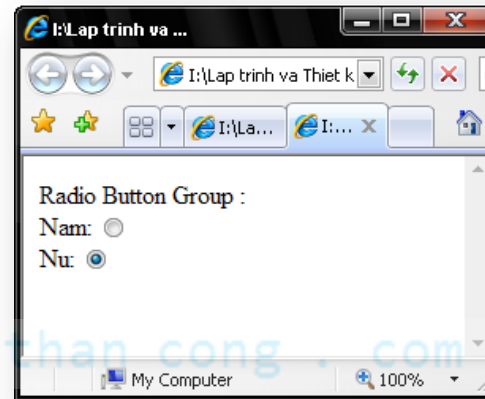 I:\Lap trinh va ...
I:\Lap trinh va Thiet k
I:\La... I:... X
Radio Button Group :
Nam:
Nu:
than cong . com
My Computer 100%